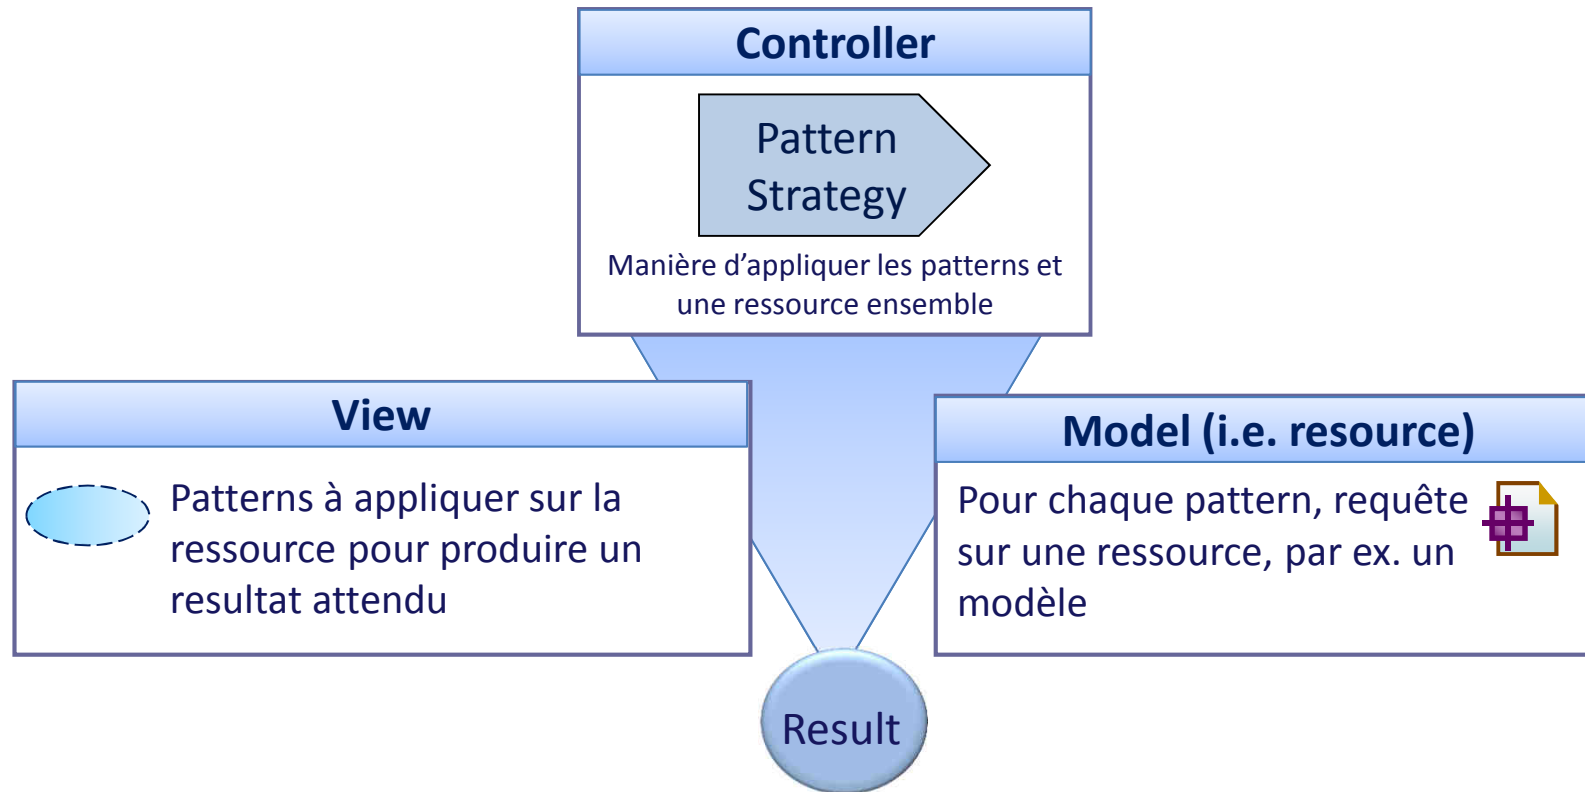 Controller
Pattern
Strategy
Manière d'appliquer les patterns et
une ressource ensemble
View
Patterns à appliquer sur la
ressource pour produire un
resultat attendu
Model (i.e. resource)
Pour chaque pattern, requête
sur une ressource, par ex. un
modèle
Result